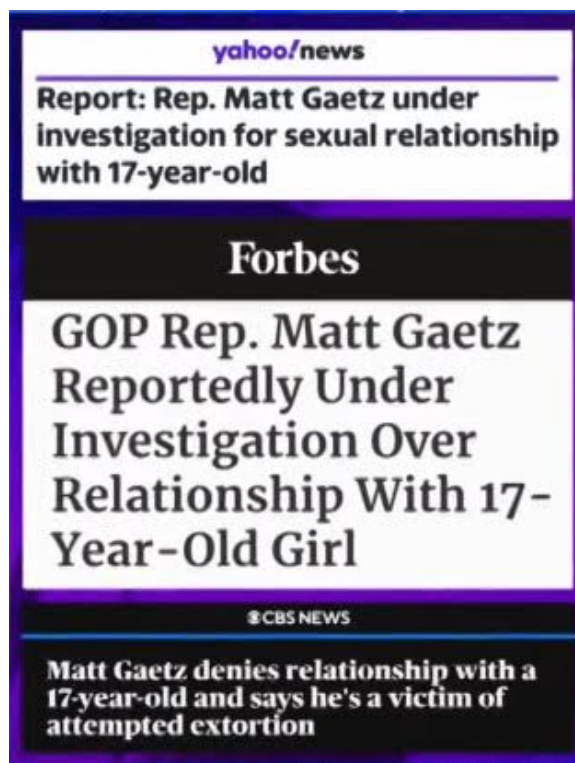 yahoo!news
Report: Rep. Matt Gaetz under
investigation for sexual relationship
with 17-year-old
Forbes
GOP Rep. Matt Gaetz
Reportedly Under
Investigation Over
Relationship With 17-
Year-Old Girl
CBS NEWS
Matt Gaetz denies relationship with a
17-year-old and says he's a victim of
attempted extortion